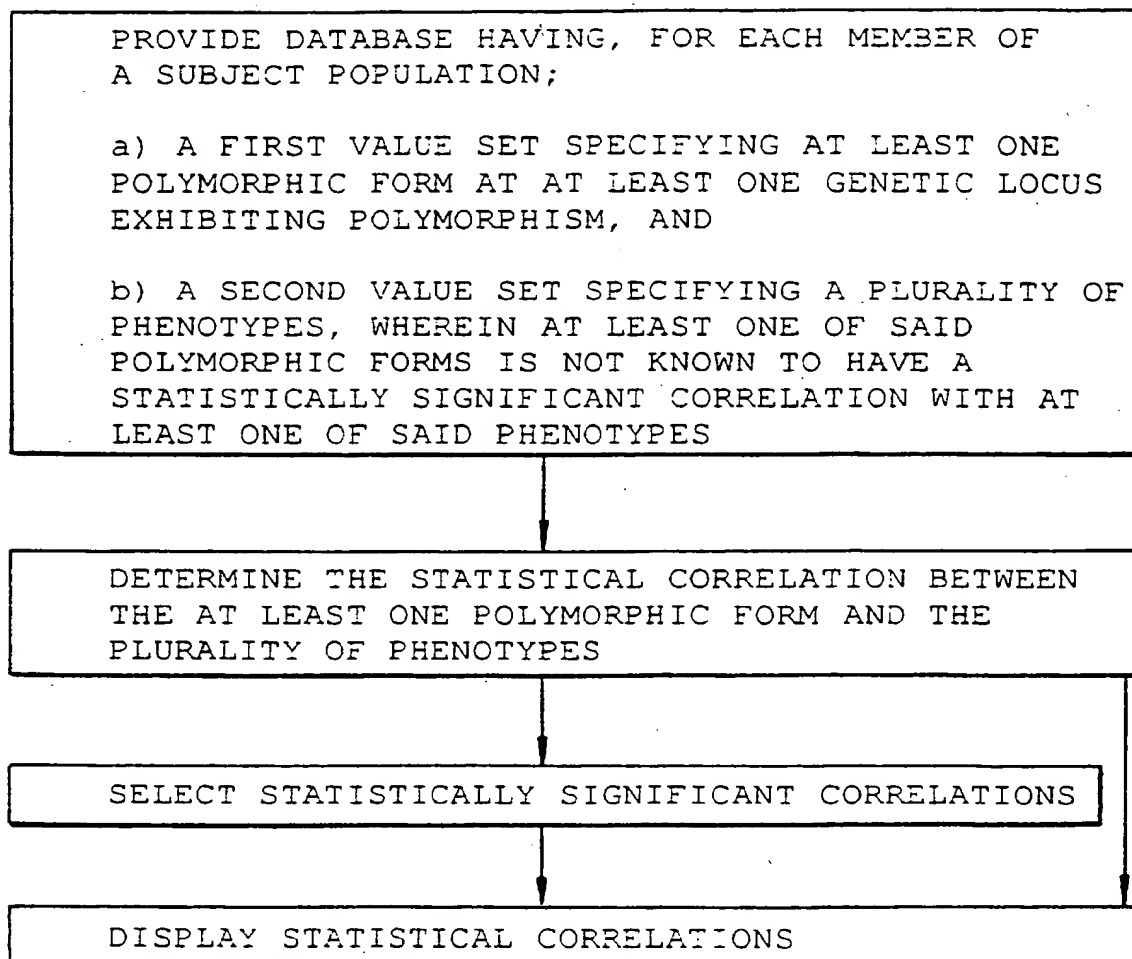 PROVIDE DATABASE HAVING, FOR EACH MEMBER OF
A SUBJECT POPULATION;
a) A FIRST VALUE SET SPECIFYING AT LEAST ONE
POLYMORPHIC FORM AT AT LEAST ONE GENETIC LOCUS
EXHIBITING POLYMORPHISM, AND
b) A SECOND VALUE SET SPECIFYING A PLURALITY OF
PHENOTYPES, WHEREIN AT LEAST ONE OF SAID
POLYMORPHIC FORMS IS NOT KNOWN TO HAVE A
STATISTICALLY SIGNIFICANT CORRELATION WITH AT
LEAST ONE OF SAID PHENOTYPES
DETERMINE THE STATISTICAL CORRELATION BETWEEN
THE AT LEAST ONE POLYMORPHIC FORM AND THE
PLURALITY OF PHENOTYPES
SELECT STATISTICALLY SIGNIFICANT CORRELATIONS
DISPLAY STATISTICAL CORRELATIONS